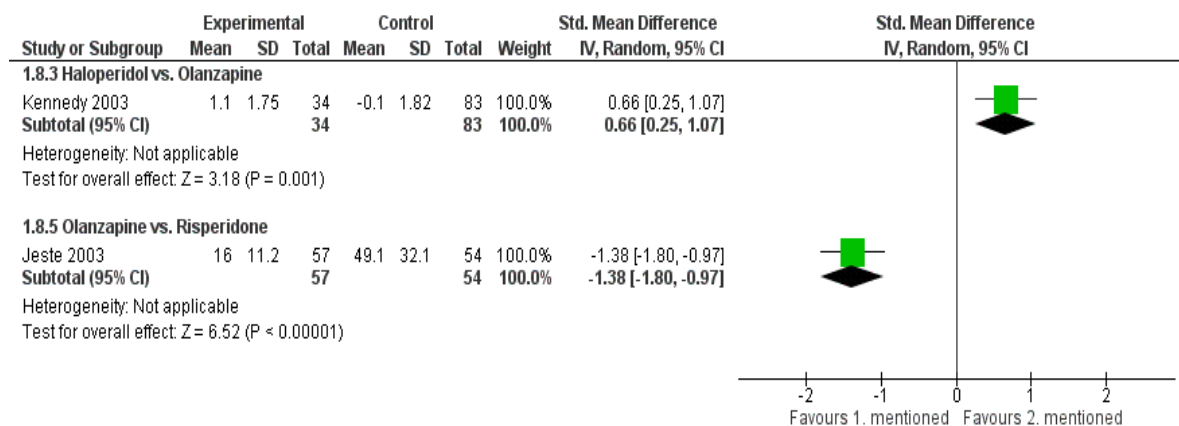 Experimental Control Std. Mean Difference Std. Mean Difference
Study or Subgroup Mean SD Total Mean SD Total Weight IV, Random, 95% CI IV, Random, 95% CI
1.8.3 Haloperidol vs. Olanzapine
Kennedy 2003 1.1 1.75 34 -0.1 1.82 83 100.0% 0.66 [0.25, 1.07]
Subtotal (95% CI) 34 83 100.0% 0.66 [0.25, 1.07]
Heterogeneity: Not applicable
Test for overall effect: Z = 3.18 (P = 0.001)
1.8.5 Olanzapine vs. Risperidone
Jeste 2003 16 11.2 57 49.1 32.1 54 100.0% -1.38 [-1.80, -0.97]
Subtotal (95% CI) 57 54 100.0% -1.38 [-1.80, -0.97]
Heterogeneity: Not applicable
Test for overall effect: Z = 6.52 (P < 0.00001)
-2 -1 0 1 2
Favours 1. mentioned Favours 2. mentioned